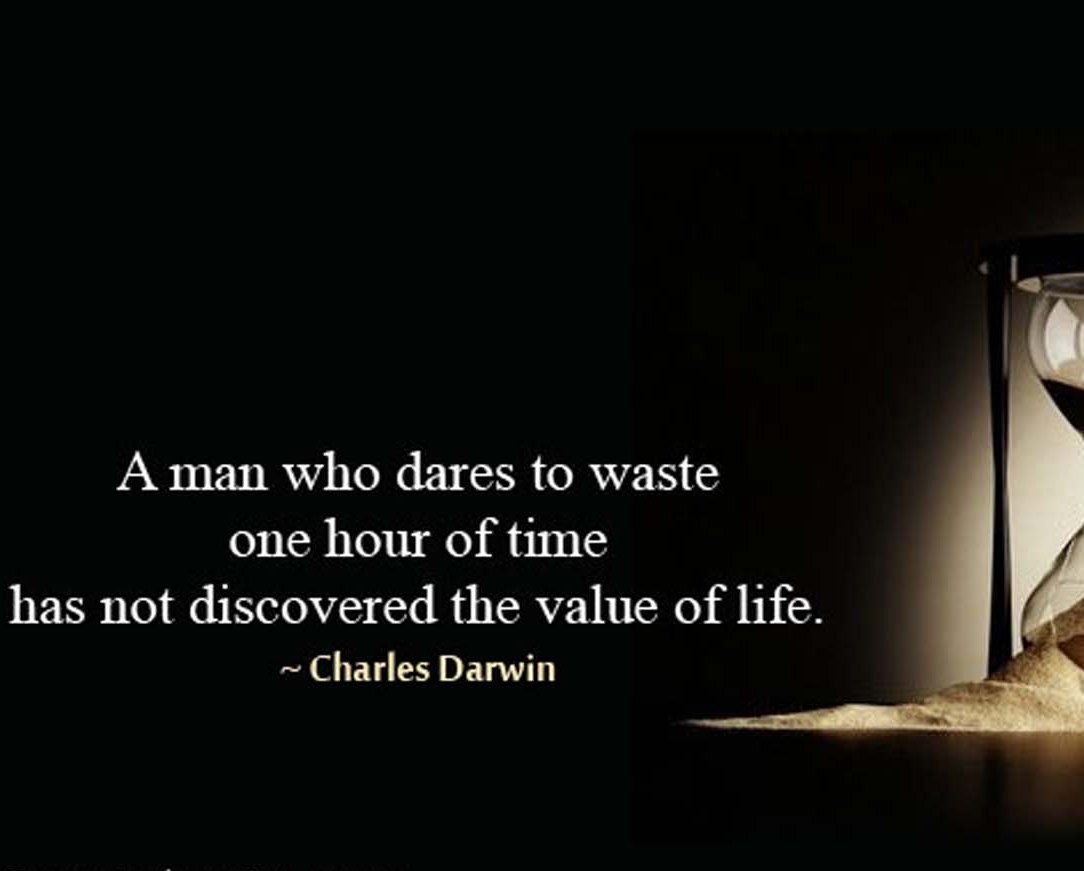 A man who dares to waste
one hour of time
has not discovered the value of life.
~ Charles Darwin